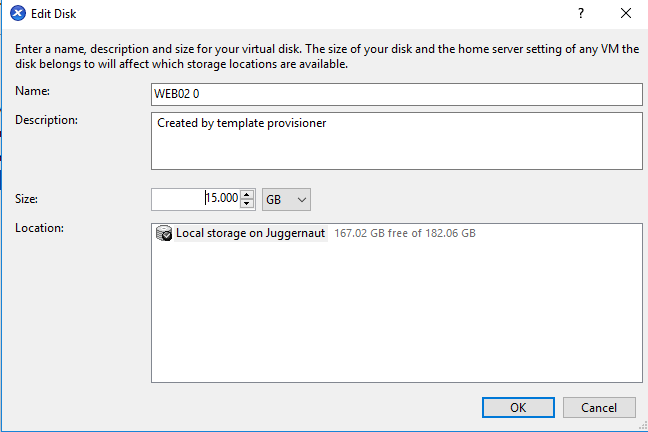 Edit Disk
?
Enter a name, description and size for your virtual disk. The size of your disk and the home server setting of any VM the
disk belongs to will affect which storage locations are available.
Name:
WEB02 0
Description:
Created by template provisioner
Size:
15.000
GB
Location:
Local storage on Juggernaut 167.02 GB free of 182.06 GB
OK
Cancel